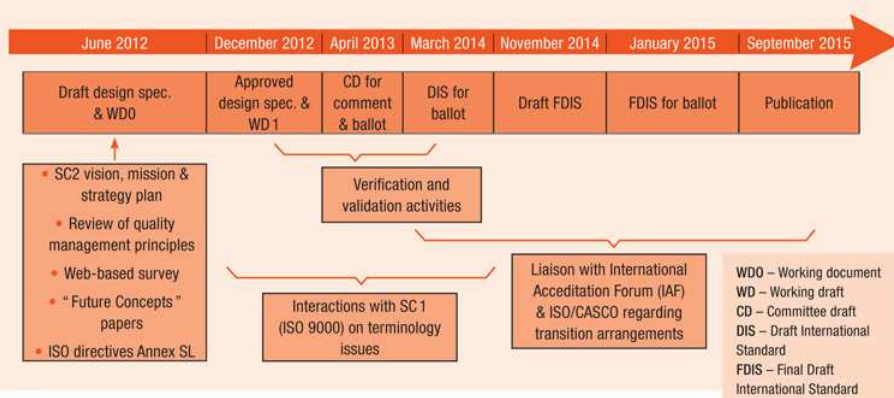 June 2012
December 2012
April 2013
March 2014
November 2014
January 2015
September 2015
Draft design spec.
& WD0
Approved
design spec. &
WD 1
CD for
comment
& ballot
DIS for
ballot
Draft FDIS
FDIS for ballot
Publication
• SC2 vision, mission &
strategy plan
• Review of quality
management principles
• Web-based survey
• “Future Concepts”
papers
• ISO directives Annex SL
Verification and
validation activities
Interactions with SC 1
(ISO 9000) on terminology
issues
Liaison with International
Acceditation Forum (IAF)
& ISO/CASCO regarding
transition arrangements
WD0 – Working document
WD – Working draft
CD – Committee draft
DIS – Draft International
Standard
FDIS – Final Draft
International Standard